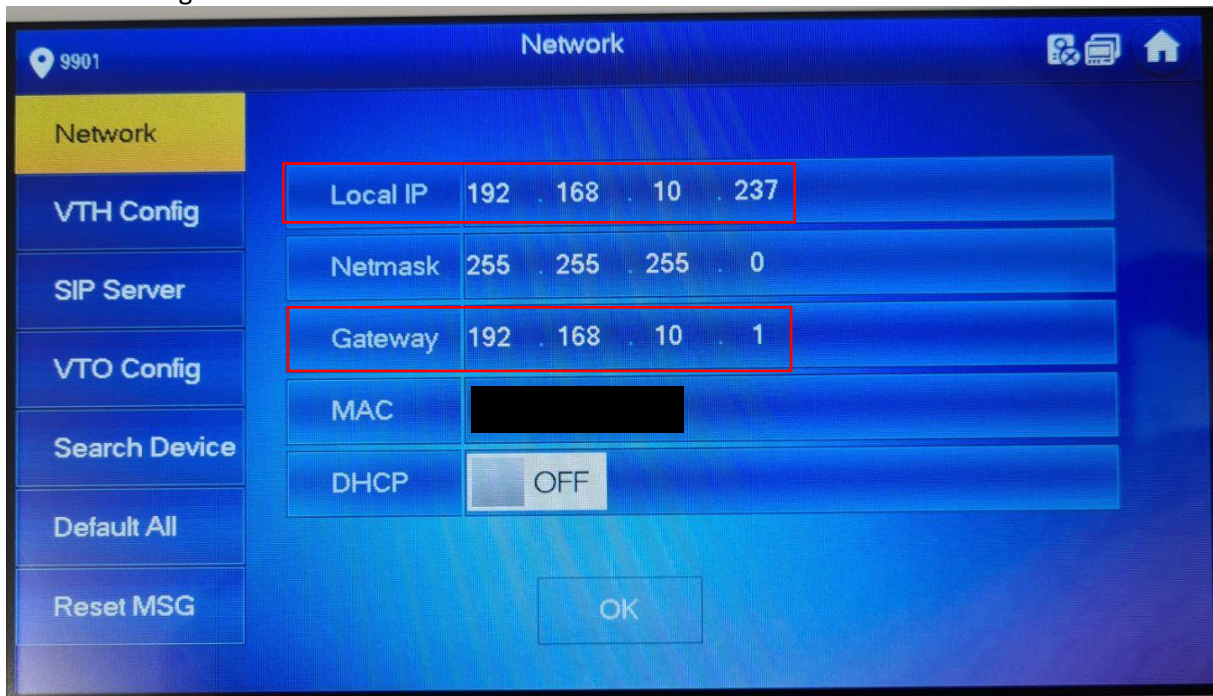 9901
Network
Network
VTH Config
SIP Server
VTO Config
Search Device
Default All
Reset MSG
Local IP 192 . 168 . 10 . 237
Netmask 255 . 255 . 255 . 0
Gateway 192 . 168 . 10 . 1
MAC
DHCP OFF
OK